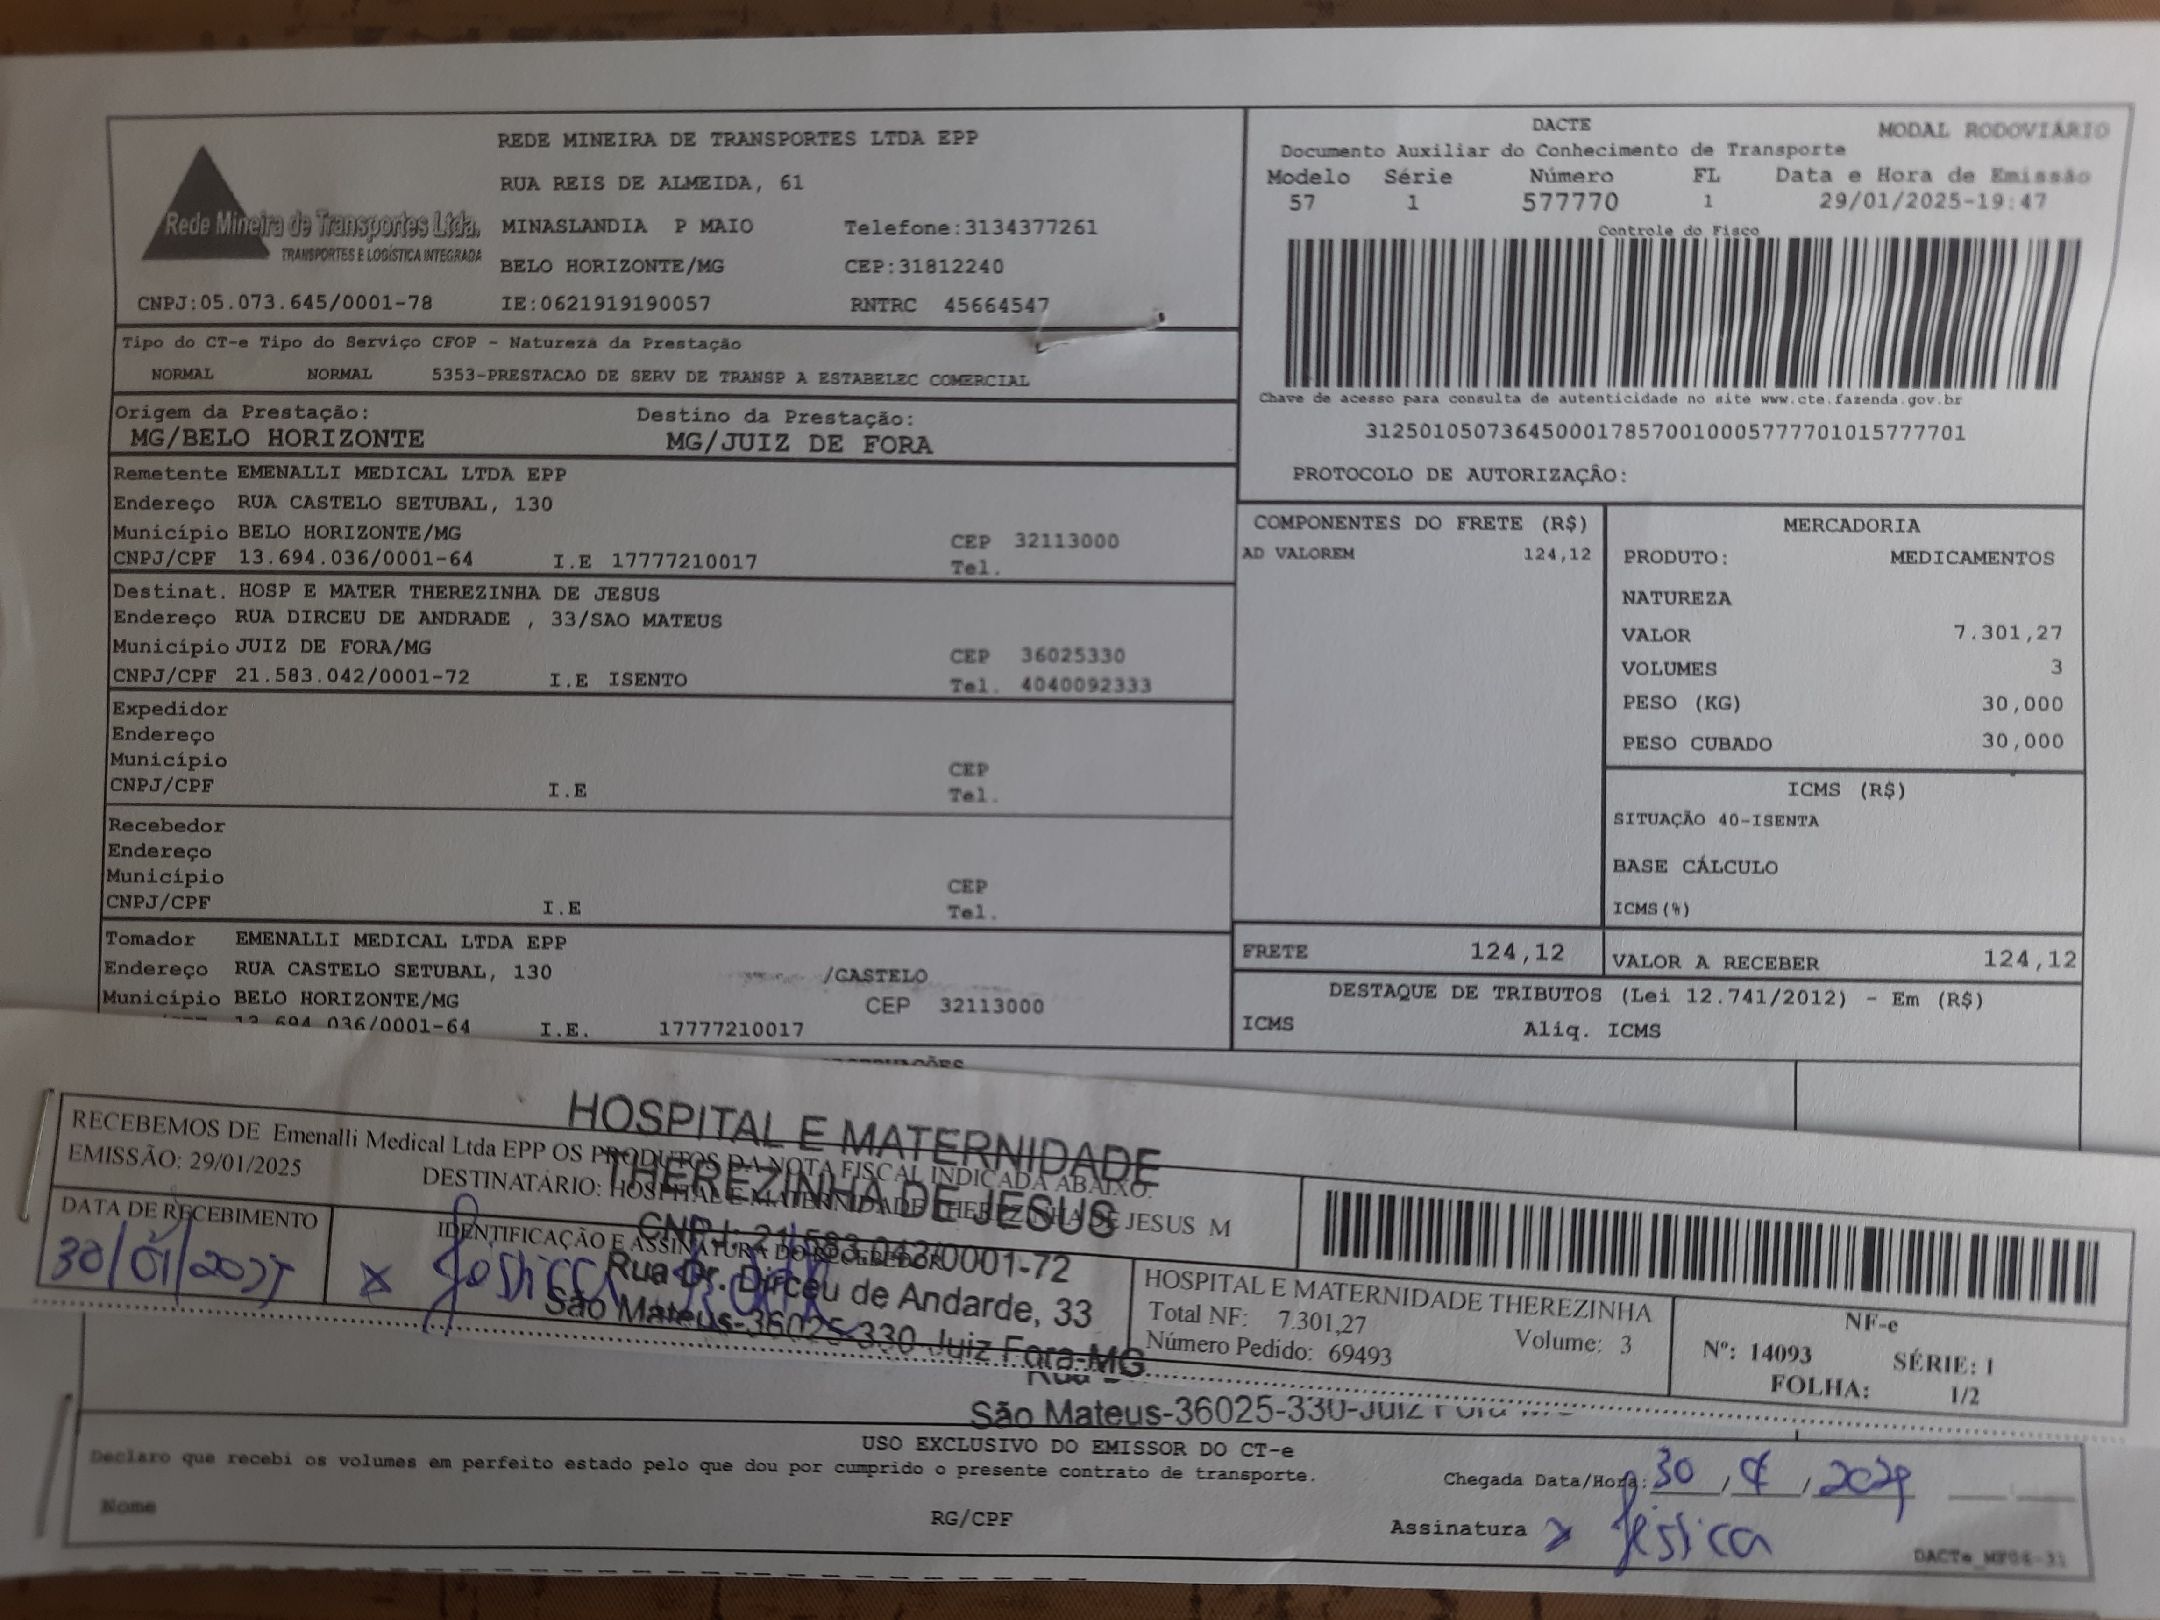 REDE MINEIRA DE TRANSPORTES LTDA EPP
RUA REIS DE ALMEIDA, 61
Rede Mineira de Transportes Ltda.
TRANSPORTES E LOGÍSTICA INTEGRADA
MINASLANDIA P MAIO Telefone:3134377261
BELO HORIZONTE/MG CEP:31812240
CNPJ:05.073.645/0001-78 IE:0621919190057 RNTRC 45664547
DACTE MODAL RODOVIÁRIO
Documento Auxiliar do Conhecimento de Transporte
Modelo Série Número FL Data e Hora de Emissão
57 1 577770 1 29/01/2025-19:47
Controle do Fisco
Chave de acesso para consulta de autenticidade no site www.cte.fazenda.gov.br
31250105073645000178570010005777701015777701
PROTOCOLO DE AUTORIZAÇÃO:
Tipo do CT-e Tipo do Serviço CFOP - Natureza da Prestação
NORMAL NORMAL 5353-PRESTACAO DE SERV DE TRANSP A ESTABELEC COMERCIAL
Origem da Prestação: Destino da Prestação:
MG/BELO HORIZONTE MG/JUIZ DE FORA
Remetente EMENALLI MEDICAL LTDA EPP
Endereço RUA CASTELO SETUBAL, 130
Município BELO HORIZONTE/MG CEP 32113000
CNPJ/CPF 13.694.036/0001-64 I.E 17777210017 Tel.
Destinat. HOSP E MATER THEREZINHA DE JESUS
Endereço RUA DIRCEU DE ANDRADE , 33/SAO MATEUS
Município JUIZ DE FORA/MG CEP 36025330
CNPJ/CPF 21.583.042/0001-72 I.E ISENTO Tel. 4040092333
Expedidor
Endereço
Município CEP
CNPJ/CPF I.E Tel.
Recebedor
Endereço
Município CEP
CNPJ/CPF I.E Tel.
Tomador EMENALLI MEDICAL LTDA EPP
Endereço RUA CASTELO SETUBAL, 130 /CASTELO
Município BELO HORIZONTE/MG CEP 32113000
13.694.036/0001-64 I.E. 17777210017
COMPONENTES DO FRETE (R$)
AD VALOREM 124,12
MERCADORIA
PRODUTO: MEDICAMENTOS
NATUREZA
VALOR 7.301,27
VOLUMES 3
PESO (KG) 30,000
PESO CUBADO 30,000
ICMS (R$)
SITUAÇÃO 40-ISENTA
BASE CÁLCULO
ICMS(%)
FRETE 124,12 VALOR A RECEBER 124,12
DESTAQUE DE TRIBUTOS (Lei 12.741/2012) - Em (R$)
ICMS Aliq. ICMS
HOSPITAL E MATERNIDADE
THEREZINHA DE JESUS
CNPJ: 21.583.042/0001-72
Rua Dr. Dirceu de Andarde, 33
São Mateus-36025-330-Juiz Fora-MG
RECEBEMOS DE Emenalli Medical Ltda EPP OS PRODUTOS DA NOTA FISCAL INDICADA ABAIXO.
EMISSÃO: 29/01/2025 DESTINATÁRIO: HOSPITAL E MATERNIDADE THEREZINHA DE JESUS M
DATA DE RECEBIMENTO IDENTIFICAÇÃO E ASSINATURA DO RECEBEDOR
30/01/2025 x Jéssica
HOSPITAL E MATERNIDADE THEREZINHA
Total NF: 7.301,27 Volume: 3
Número Pedido: 69493
NF-e
Nº: 14093 SÉRIE: 1
FOLHA: 1/2
São Mateus-36025-330-Juiz Fora
USO EXCLUSIVO DO EMISSOR DO CT-e
Declaro que recebi os volumes em perfeito estado pelo que dou por cumprido o presente contrato de transporte.
Chegada Data/Hora: 30
Nome RG/CPF Assinatura x Jéssica